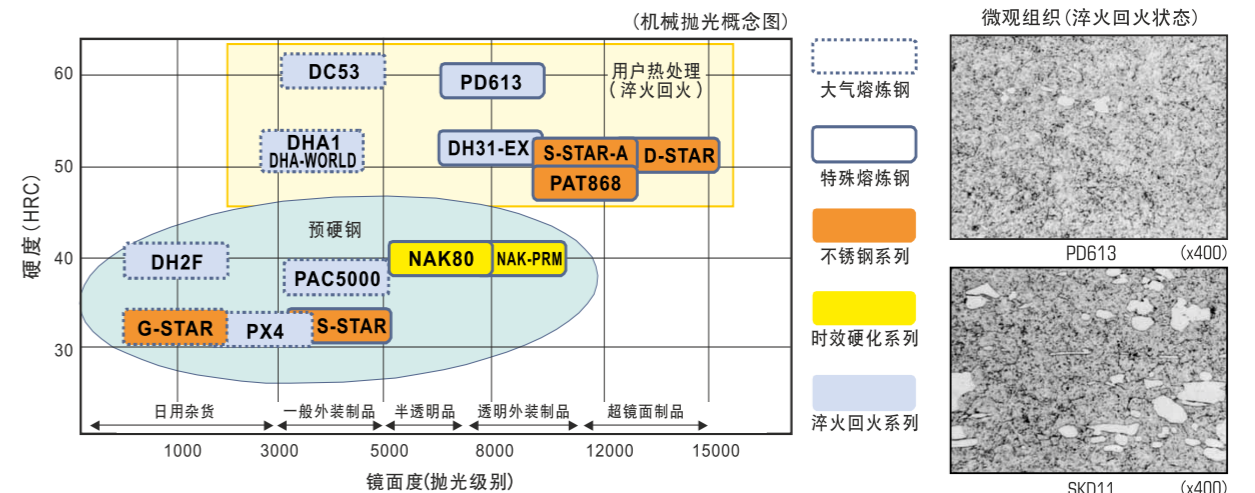 (机械抛光概念图)
硬度(HRC)
60
50
40
30
DC53
PD613
用户热处理
(淬火回火)
DHA1
DHA-WORLD
DH31-EX
S-STAR-A
D-STAR
PAT868
预硬钢
DH2F
PAC5000
NAK80
NAK-PRM
G-STAR
PX4
S-STAR
日用杂货
一般外装制品
半透明品
透明外装制品
超镜面制品
1000
3000
5000
8000
12000
15000
镜面度(抛光级别)
大气熔炼钢
特殊熔炼钢
不锈钢系列
时效硬化系列
淬火回火系列
微观组织(淬火回火状态)
PD613 (x400)
SKD11 (x400)